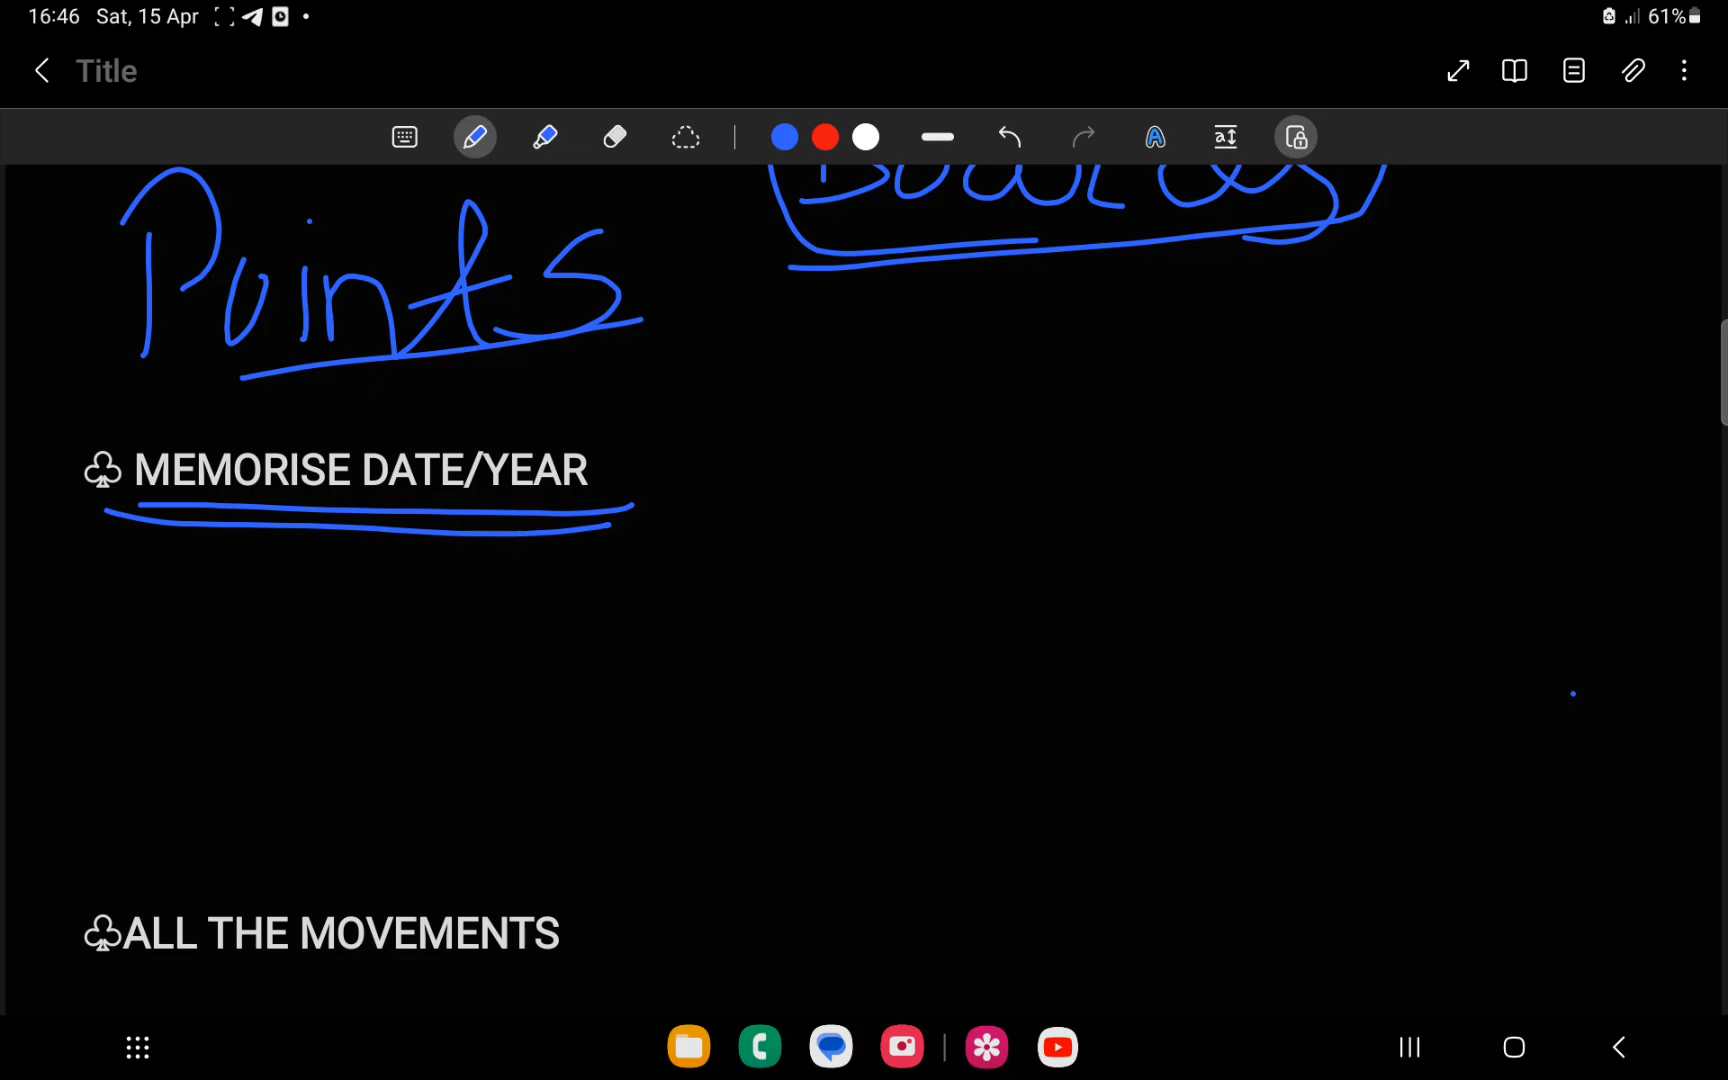 16:46 Sat, 15 Apr
61%
Title
Points
♧ MEMORISE DATE/YEAR
♧ALL THE MOVEMENTS